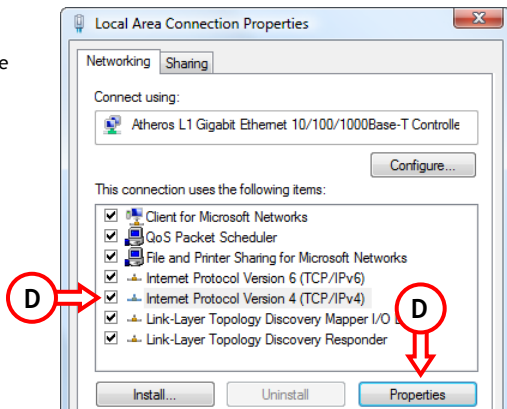 Local Area Connection Properties
e
Networking Sharing
Connect using:
Atheros L1 Gigabit Ethernet 10/100/1000Base-T Controlle
Configure...
This connection uses the following items:
Client for Microsoft Networks
QoS Packet Scheduler
File and Printer Sharing for Microsoft Networks
Internet Protocol Version 6 (TCP/IPv6)
D Internet Protocol Version 4 (TCP/IPv4) D
Link-Layer Topology Discovery Mapper I/O
Link-Layer Topology Discovery Responder
Install... Uninstall Properties